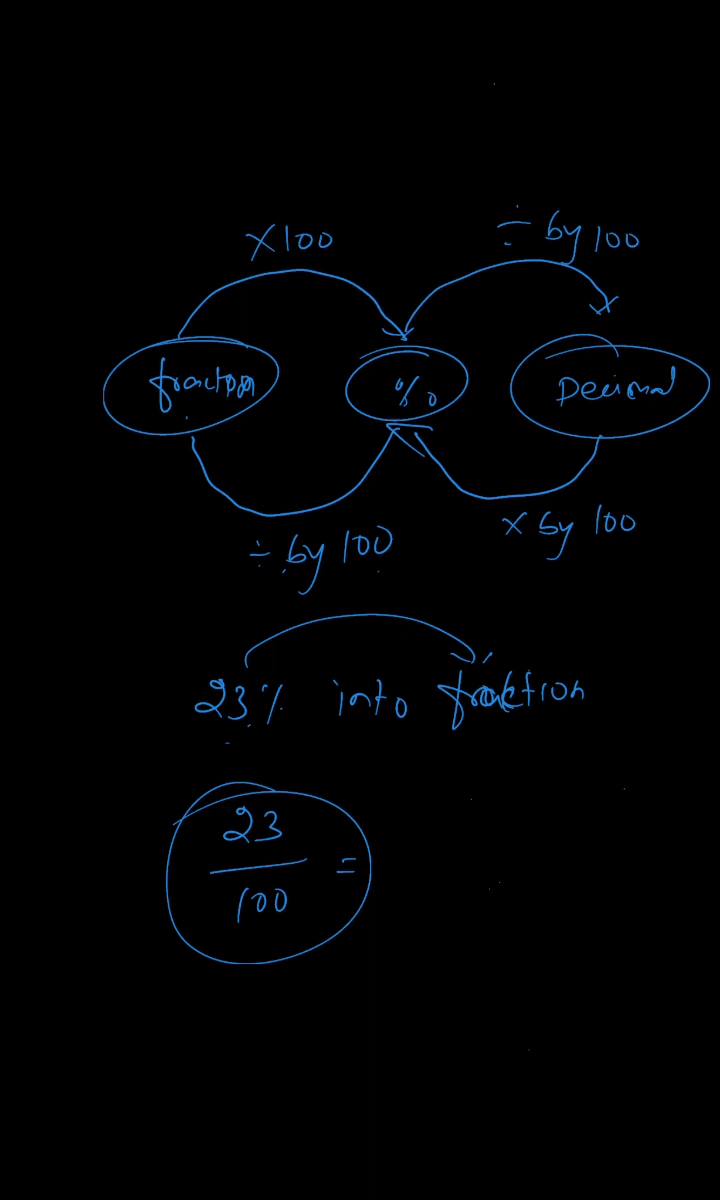 ×100 ÷ by 100
fraction % Decimal
÷ by 100 × by 100
23% into fraction
23
100 =